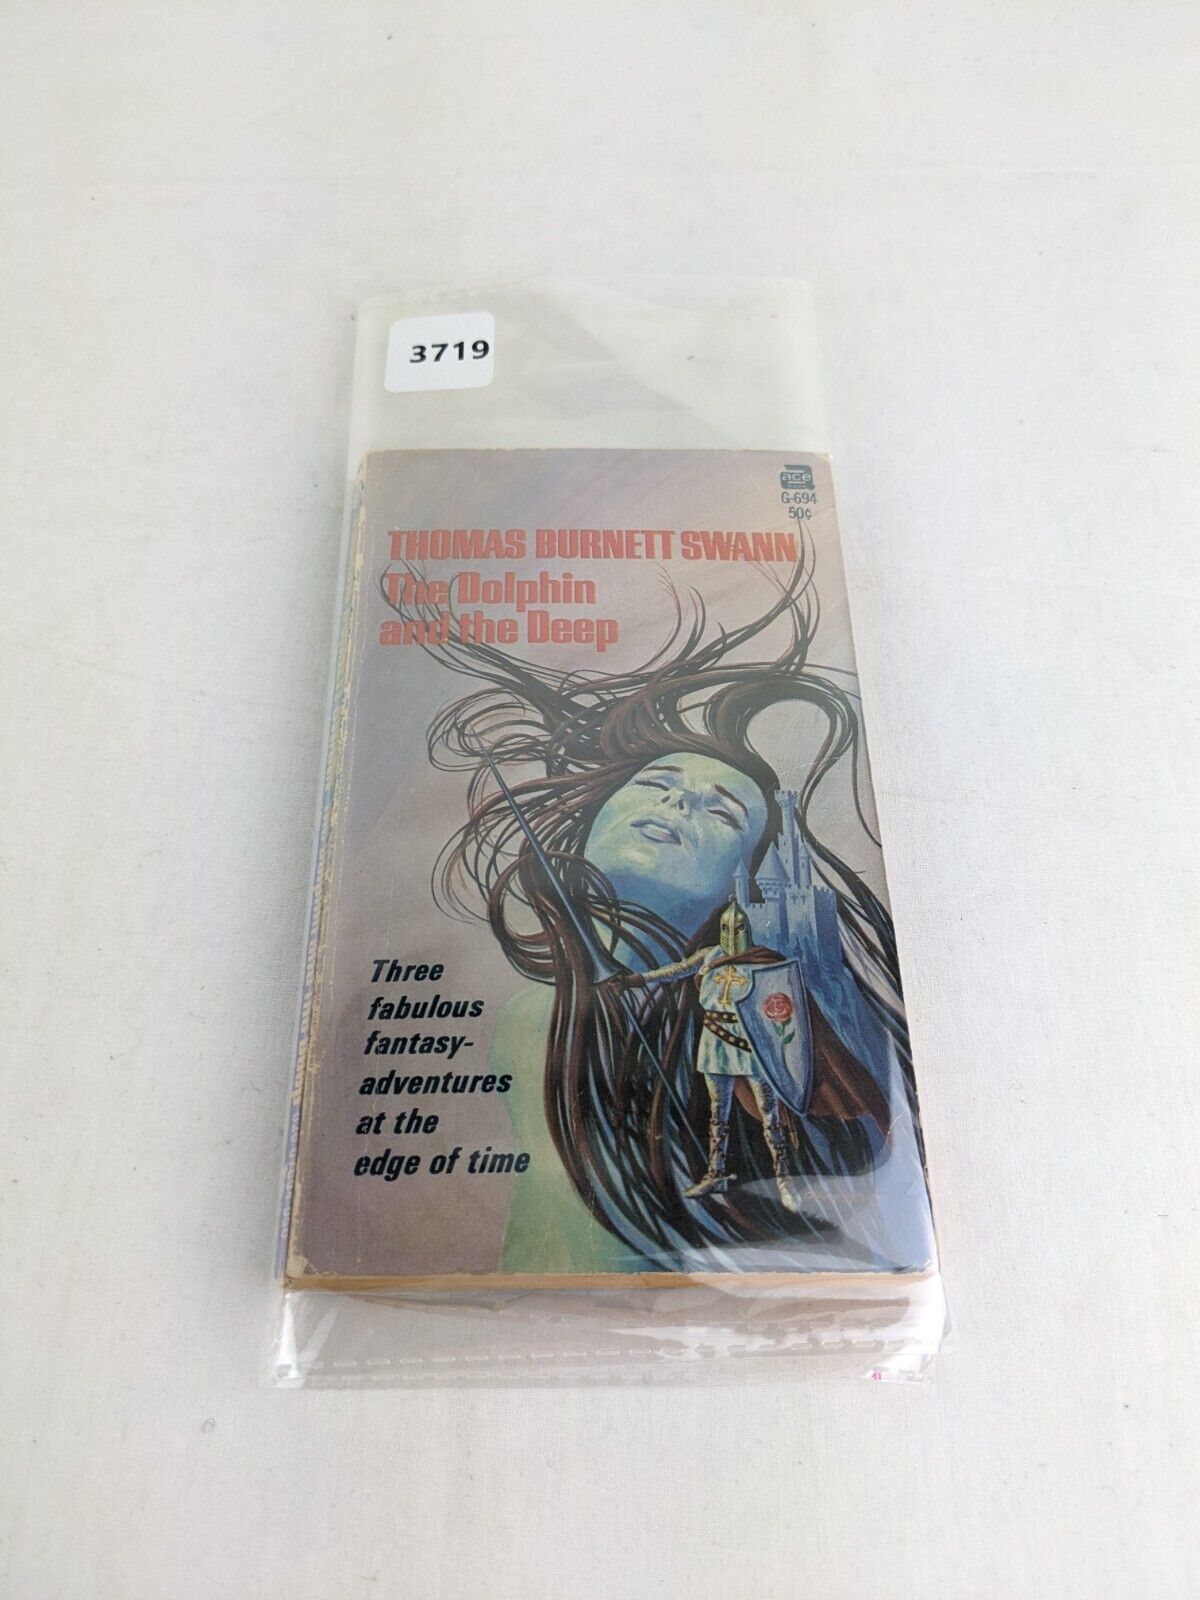 3719
ace
G-694
50¢
THOMAS BURNETT SWANN
The Dolphin
and the Deep
Three
fabulous
fantasy-
adventures
at the
edge of time